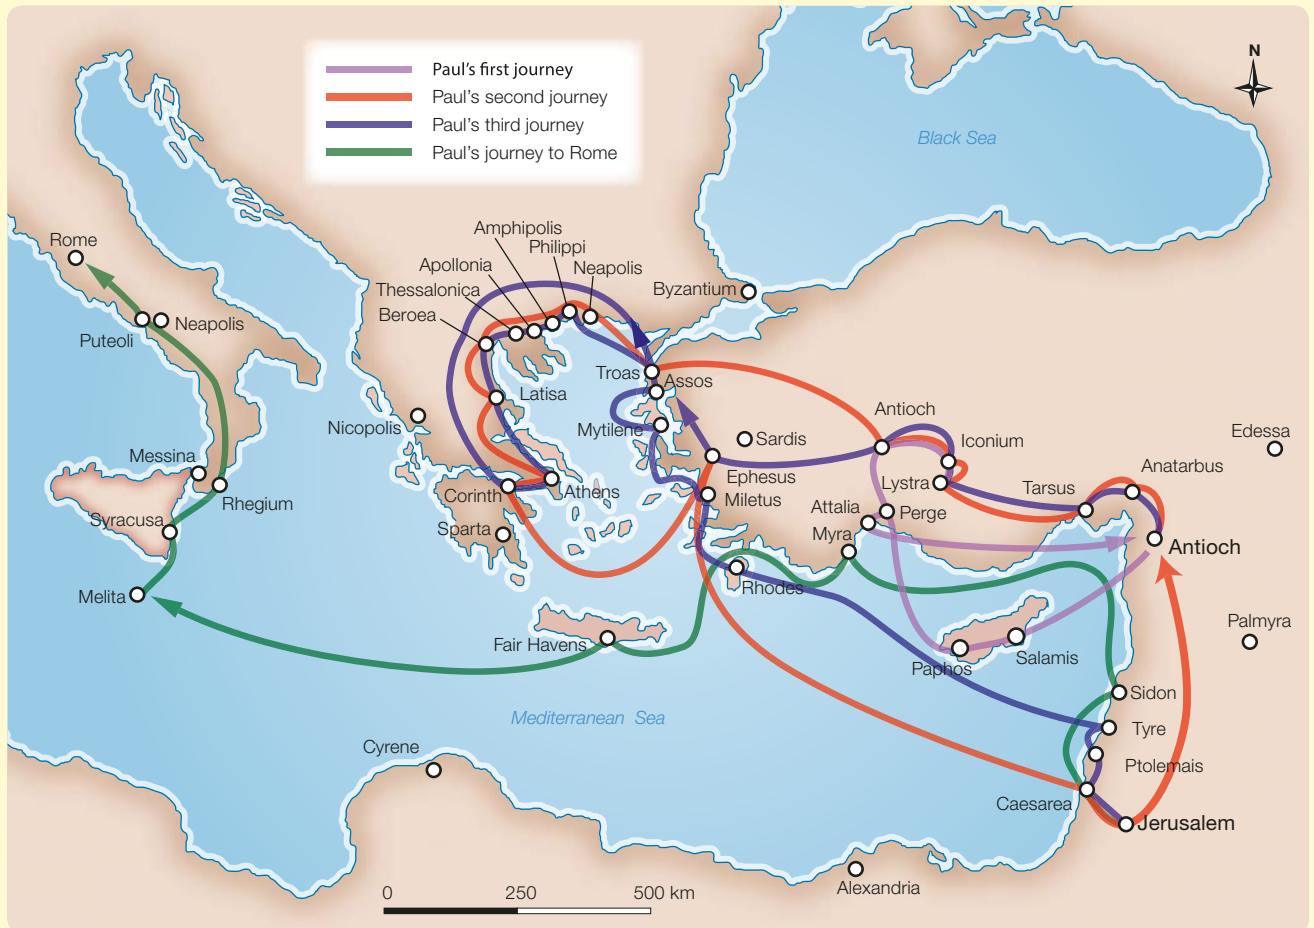 N
Paul's first journey
Paul's second journey
Paul's third journey
Paul's journey to Rome
Black Sea
Rome
Amphipolis
Philippi
Apollonia
Neapolis
Thessalonica
Beroea
Byzantium
Neapolis
Puteoli
Troas
Assos
Latisa
Antioch
Nicopolis
Mytilene
Sardis
Iconium
Edessa
Messina
Anatarbus
Ephesus
Lystra
Tarsus
Rhegium
Corinth
Athens
Miletus
Attalia
Perge
Syracusa
Sparta
Myra
Antioch
Melita
Rhodes
Palmyra
Fair Havens
Salamis
Paphos
Sidon
Mediterranean Sea
Tyre
Cyrene
Ptolemais
Caesarea
Jerusalem
Alexandria
0 250 500 km